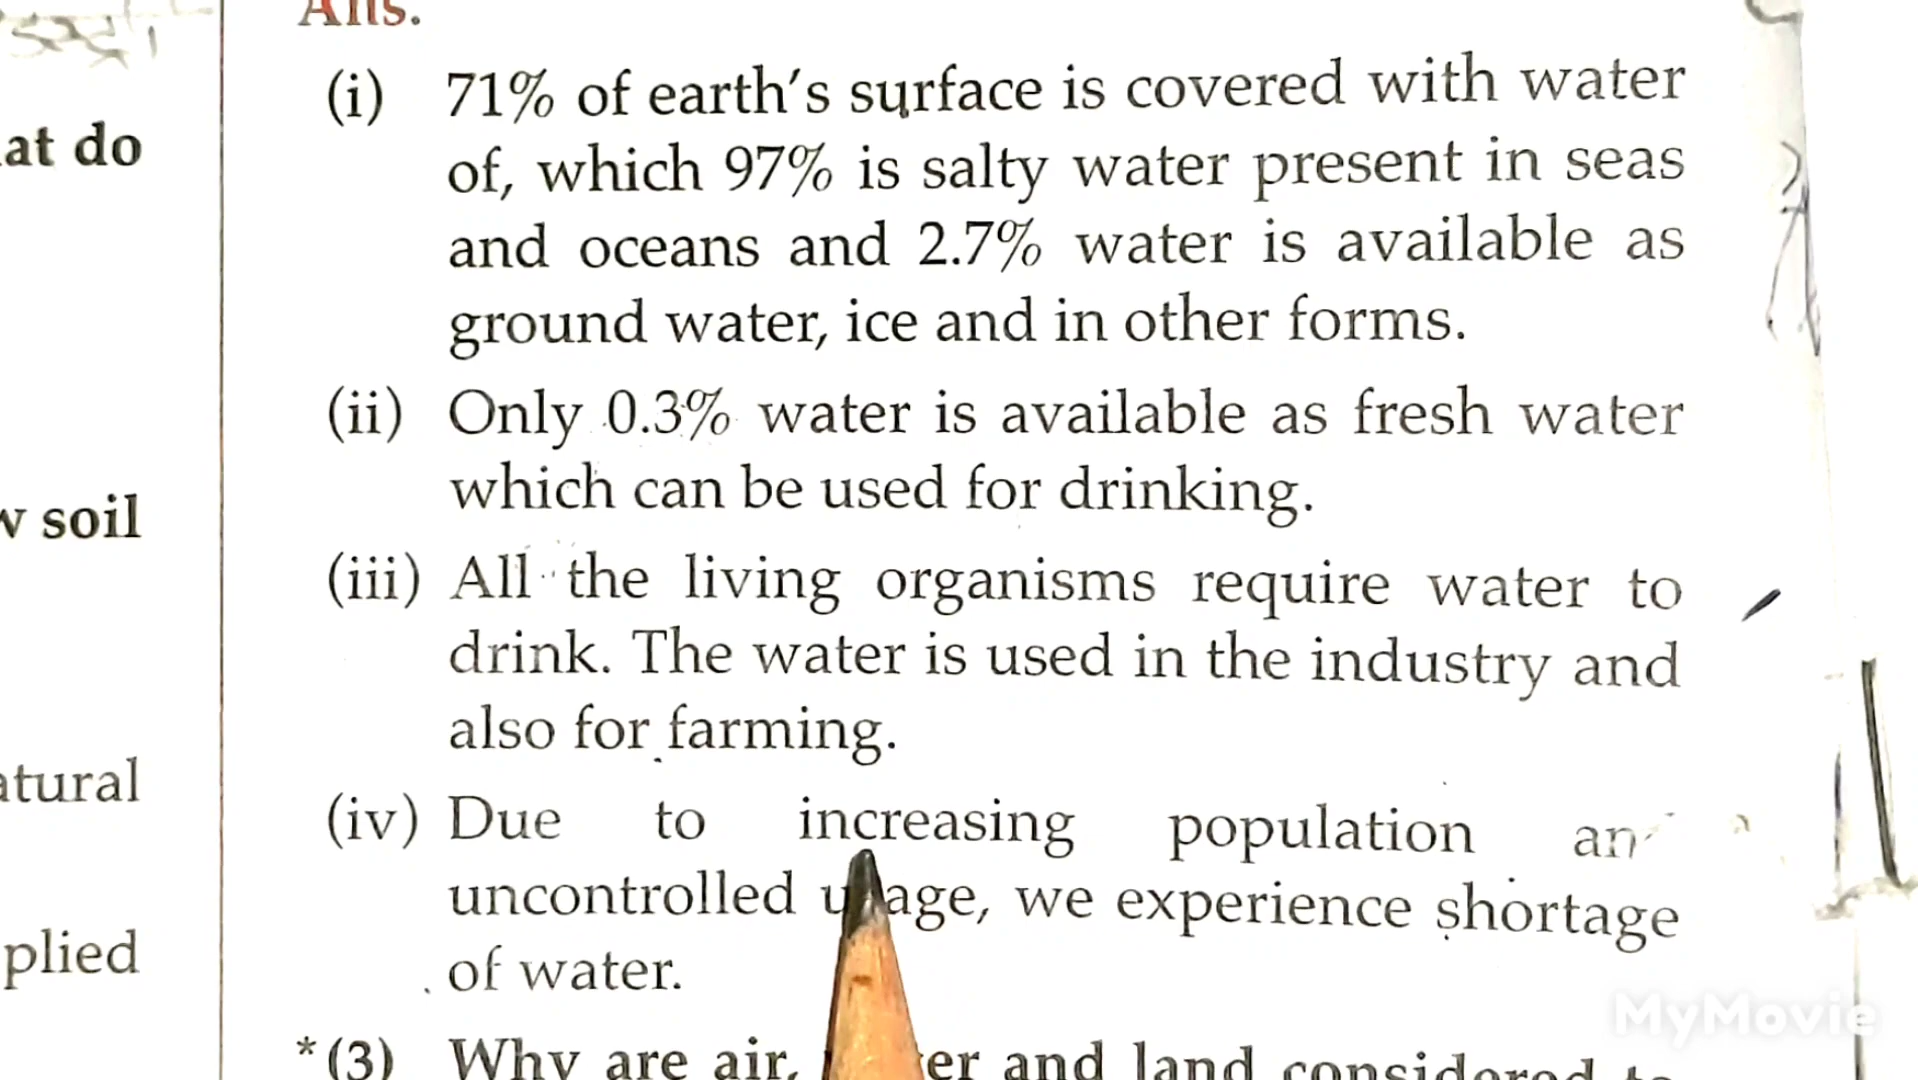 Ans.
(i) 71% of earth's surface is covered with water
of, which 97% is salty water present in seas
and oceans and 2.7% water is available as
ground water, ice and in other forms.
(ii) Only 0.3% water is available as fresh water
which can be used for drinking.
(iii) All the living organisms require water to
drink. The water is used in the industry and
also for farming.
(iv) Due to increasing population
uncontrolled we experience shortage
of water.
*(3) Why are air, and land considered to
at do
soil
atural
plied
MyMovie